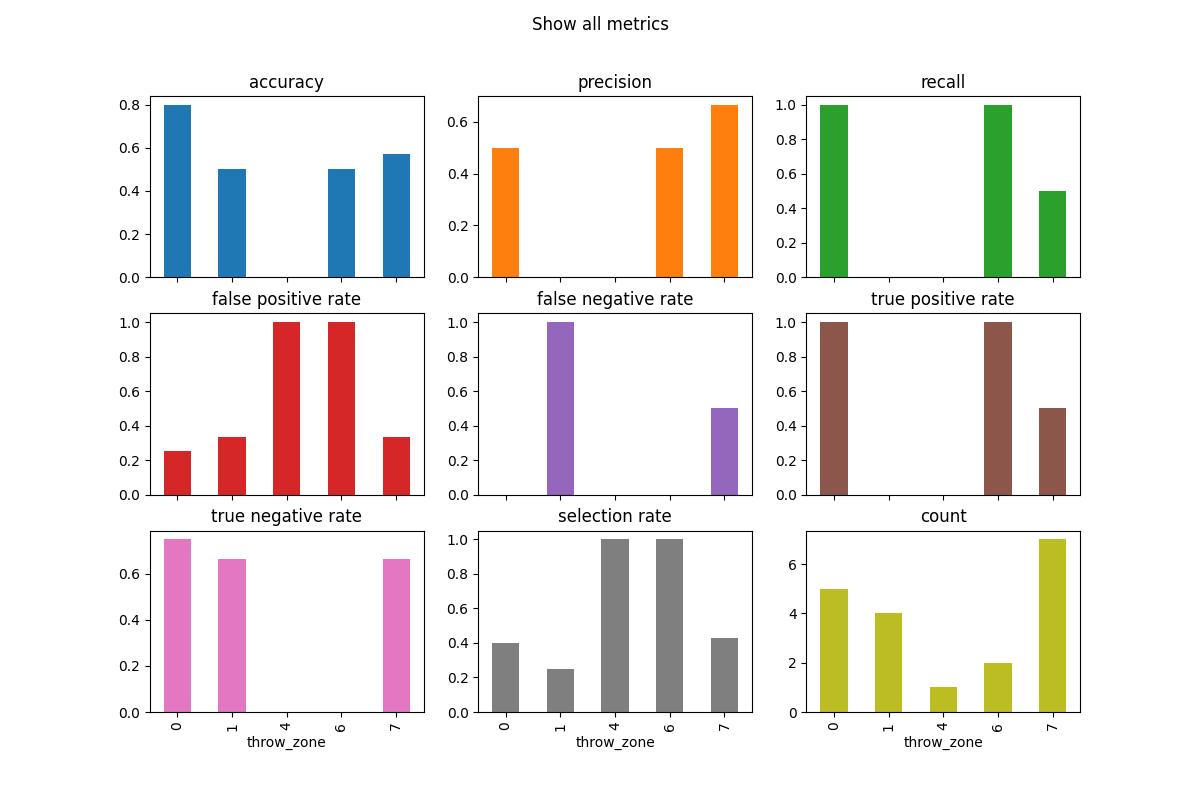 Show all metrics
accuracy
0.8
0.6
0.4
0.2
0.0
precision
0.6
0.4
0.2
0.0
recall
1.0
0.8
0.6
0.4
0.2
0.0
false positive rate
1.0
0.8
0.6
0.4
0.2
0.0
false negative rate
1.0
0.8
0.6
0.4
0.2
0.0
true positive rate
1.0
0.8
0.6
0.4
0.2
0.0
true negative rate
0.6
0.4
0.2
0.0
0 1 4 6 7
throw_zone
selection rate
1.0
0.8
0.6
0.4
0.2
0.0
0 1 4 6 7
throw_zone
count
6
4
2
0
0 1 4 6 7
throw_zone